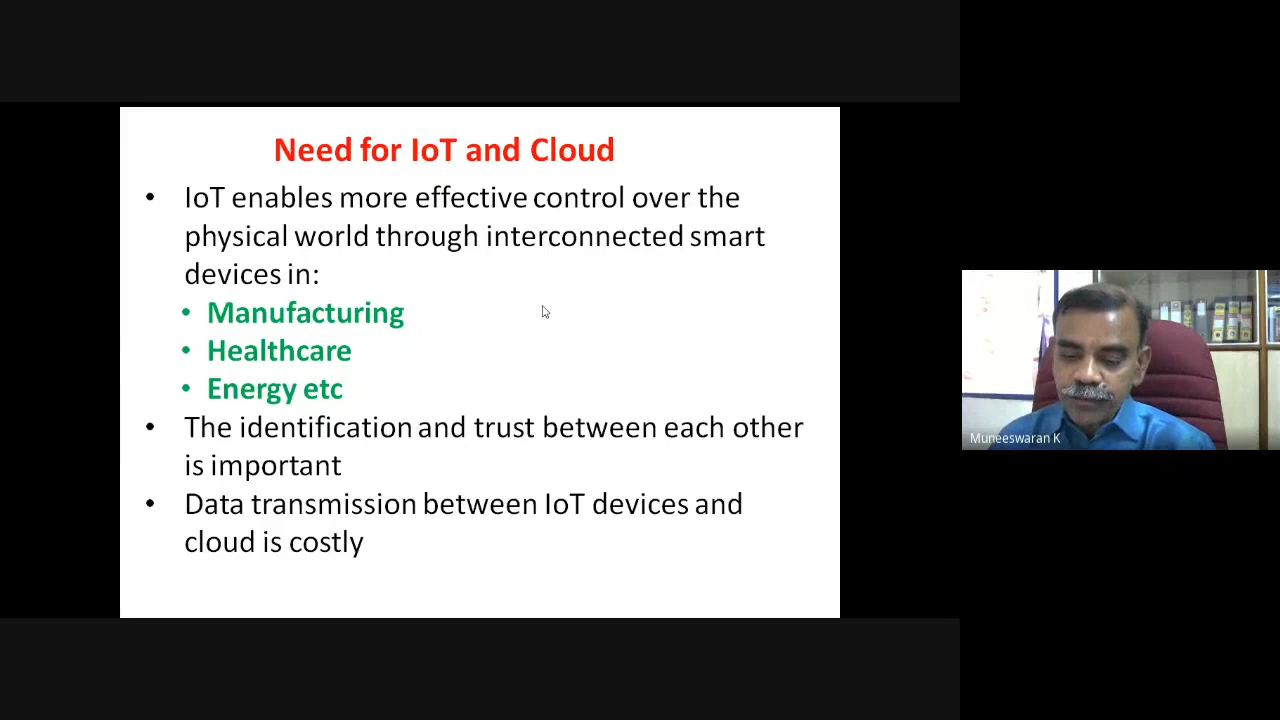 Need for IoT and Cloud
• IoT enables more effective control over the
physical world through interconnected smart
devices in:
• Manufacturing
• Healthcare
• Energy etc
• The identification and trust between each other
is important
• Data transmission between IoT devices and
cloud is costly
Muneeswaran K